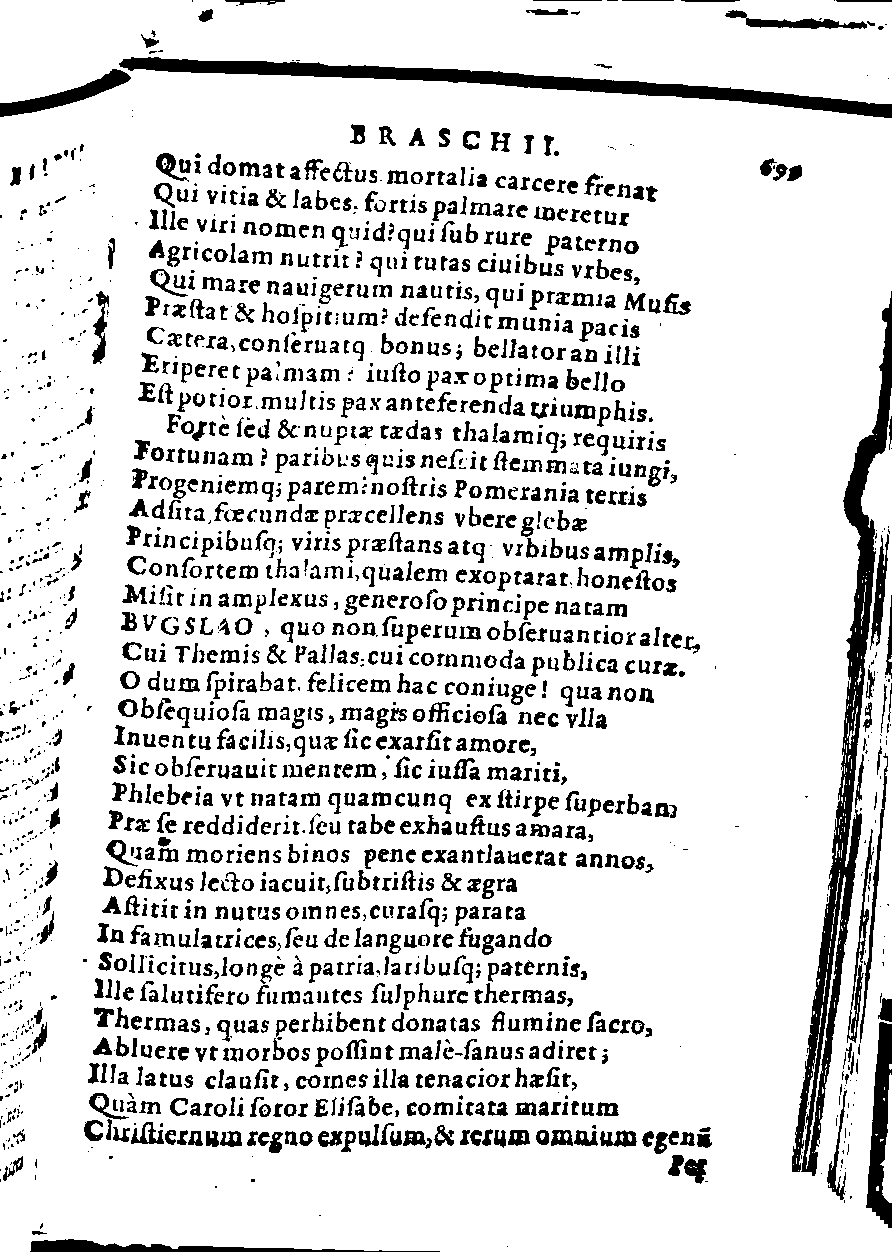 BRASCHII.
Qui domat affectus mortalia carcere frenat
Qui vitia & labes, fortis palmare meretur
Ille viri nomen quid? qui ſub rure paterno
Agricolam nutrit? qui tutas ciuibus vrbes,
Qui mare nauigerum nautis, qui præmia Muſis
Præſtat & hoſpitium? defendit munia pacis
Cætera, conſeruatq bonus; bellator an illi
Eriperet palmam? iuſto pax optima bello
Eſt potior. multis pax anteferenda triumphis.
Fortè ſed & nuptæ tædas thalamiq; requiris
Fortunam? paribus quis neſcit ſtemmata iungi,
Progeniemq; parem? noſtris Pomerania terris
Adſita, fœcundæ præcellens vbere glebæ
Principibuſq; viris præſtans atq vrbibus amplis,
Conſortem thalami, qualem exoptarat, honeſtos
Miſit in amplexus, generoſo principe natam
BVGSLAO, quo non ſuperum obſeruantior alter,
Cui Themis & Pallas, cui commoda publica curæ.
O dum ſpirabat. felicem hac coniuge! qua non
Obſequioſa magis, magis officioſa nec vlla
Inuentu facilis, quæ ſic exarſit amore,
Sic obſeruauit mentem, ſic iuſſa mariti,
Phlebeia vt natam quamcunq ex ſtirpe ſuperbam
Præ ſe reddiderit. ſeu tabe exhauſtus amara,
Quam moriens binos pene exantlauerat annos,
Defixus lecto iacuit, ſubtriſtis & ægra
Aſtitit in nutus omnes, curaſq; parata
In famulatrices, ſeu de languore fugando
Sollicitus, longè à patria, laribuſq; paternis,
Ille ſalutifero fumantes ſulphure thermas,
Thermas, quas perhibent donatas flumine ſacro,
Abluere vt morbos poſſint malè-ſanus adiret;
Illa latus clauſit, comes illa tenacior hæſit,
Quàm Caroli ſoror Eliſabe, comitata maritum
Chriſtiernum regno expulſum, & rerum omnium egenū